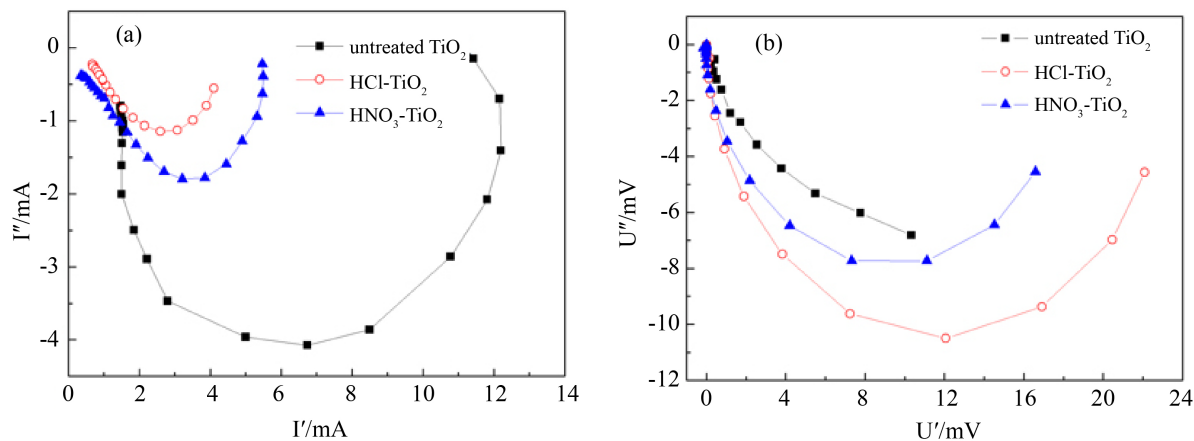 (a)
untreated TiO₂
HCl-TiO₂
HNO₃-TiO₂
0
-1
-2
-3
-4
I″/mA
0 2 4 6 8 10 12 14
I′/mA
(b)
untreated TiO₂
HCl-TiO₂
HNO₃-TiO₂
0
-2
-4
-6
-8
-10
-12
U″/mV
0 4 8 12 16 20 24
U′/mV